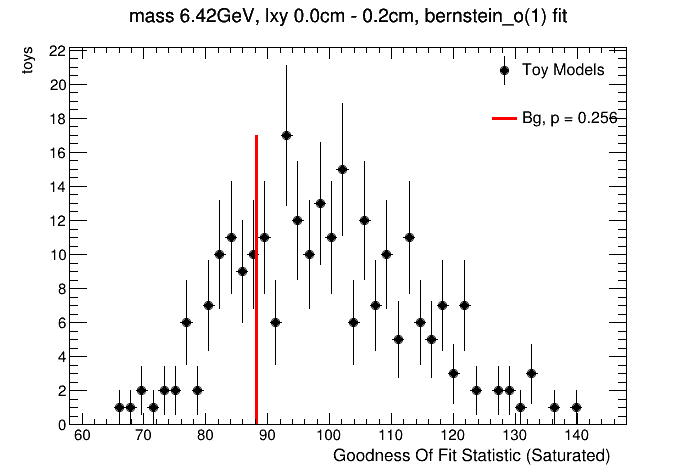 mass 6.42GeV, lxy 0.0cm - 0.2cm, bernstein_o(1) fit
toys
22
20
18
16
14
12
10
8
6
4
2
0
Toy Models
Bg, p = 0.256
60 70 80 90 100 110 120 130 140
Goodness Of Fit Statistic (Saturated)